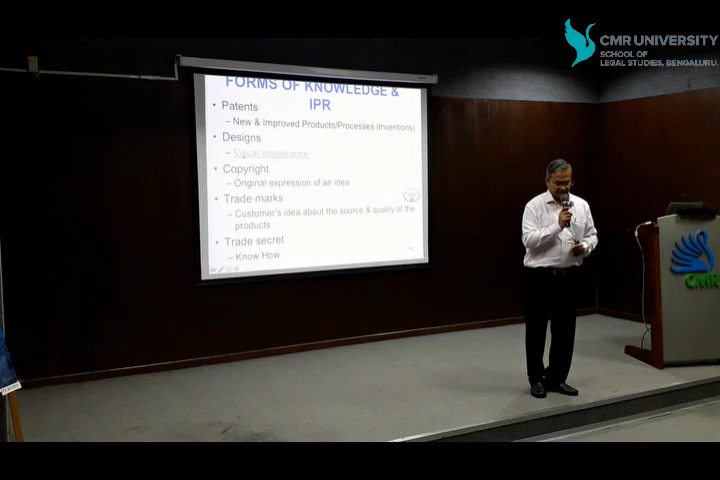 CMR UNIVERSITY
SCHOOL OF
LEGAL STUDIES, BENGALURU.
FORMS OF KNOWLEDGE &
IPR
• Patents
– New & Improved Products/Processes (Inventions)
• Designs
– Visual appearance
• Copyright
– Original expression of an idea
• Trade marks
– Customer's idea about the source & quality of the
products
• Trade secret
– Know How
CMR